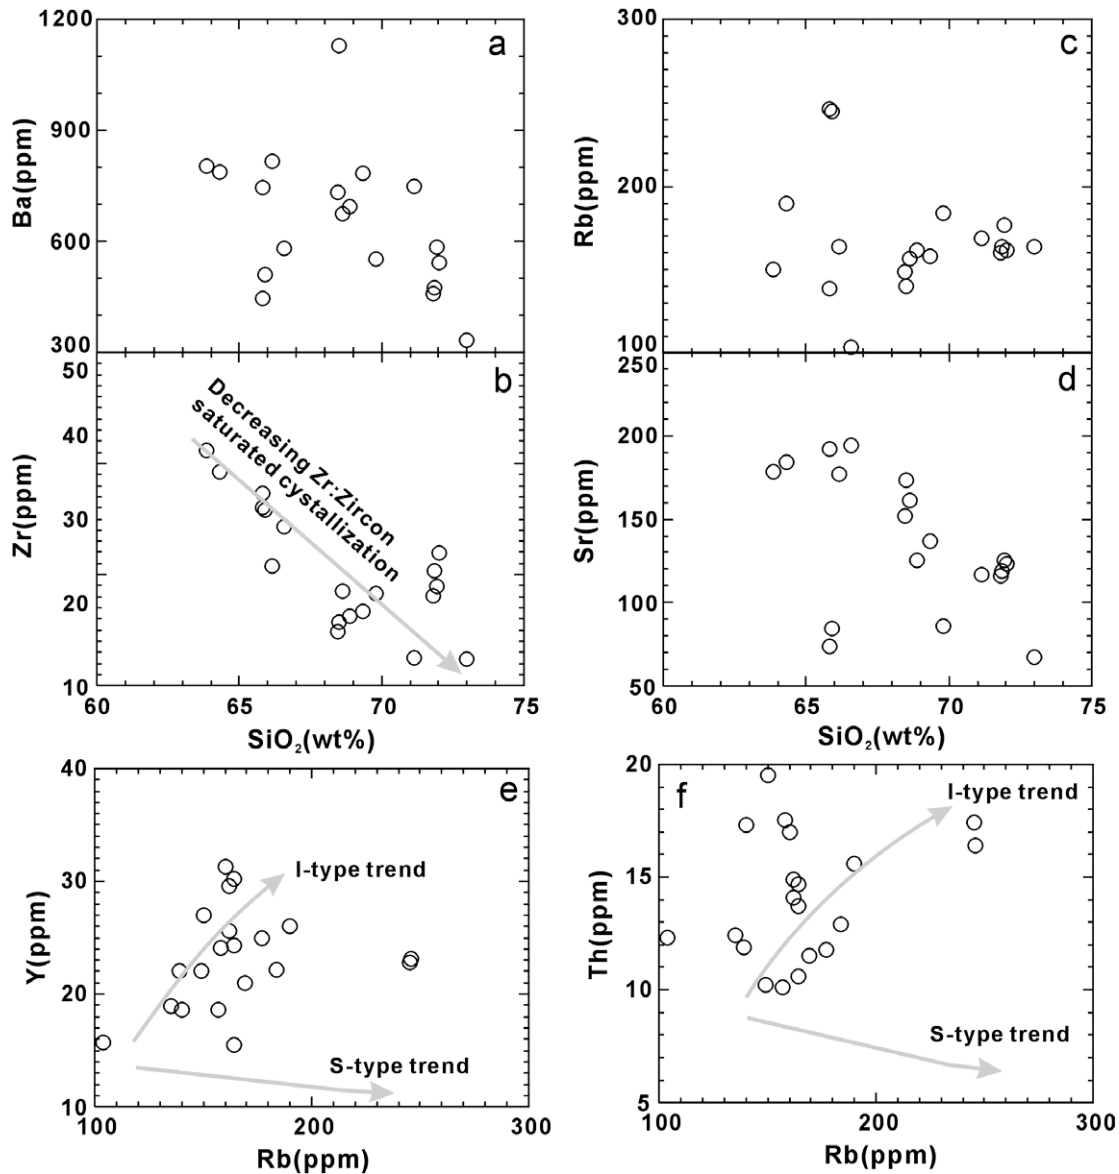 1200
900
600
300
Ba(ppm)
a
300
200
100
Rb(ppm)
c
50
40
30
20
10
Zr(ppm)
b
Decreasing Zr:Zircon
saturated cystallization
60
65
70
75
SiO₂(wt%)
250
200
150
100
50
Sr(ppm)
d
60
65
70
75
SiO₂(wt%)
40
30
20
10
Y(ppm)
e
I-type trend
S-type trend
100
200
300
Rb(ppm)
20
15
10
5
Th(ppm)
f
I-type trend
S-type trend
100
200
300
Rb(ppm)